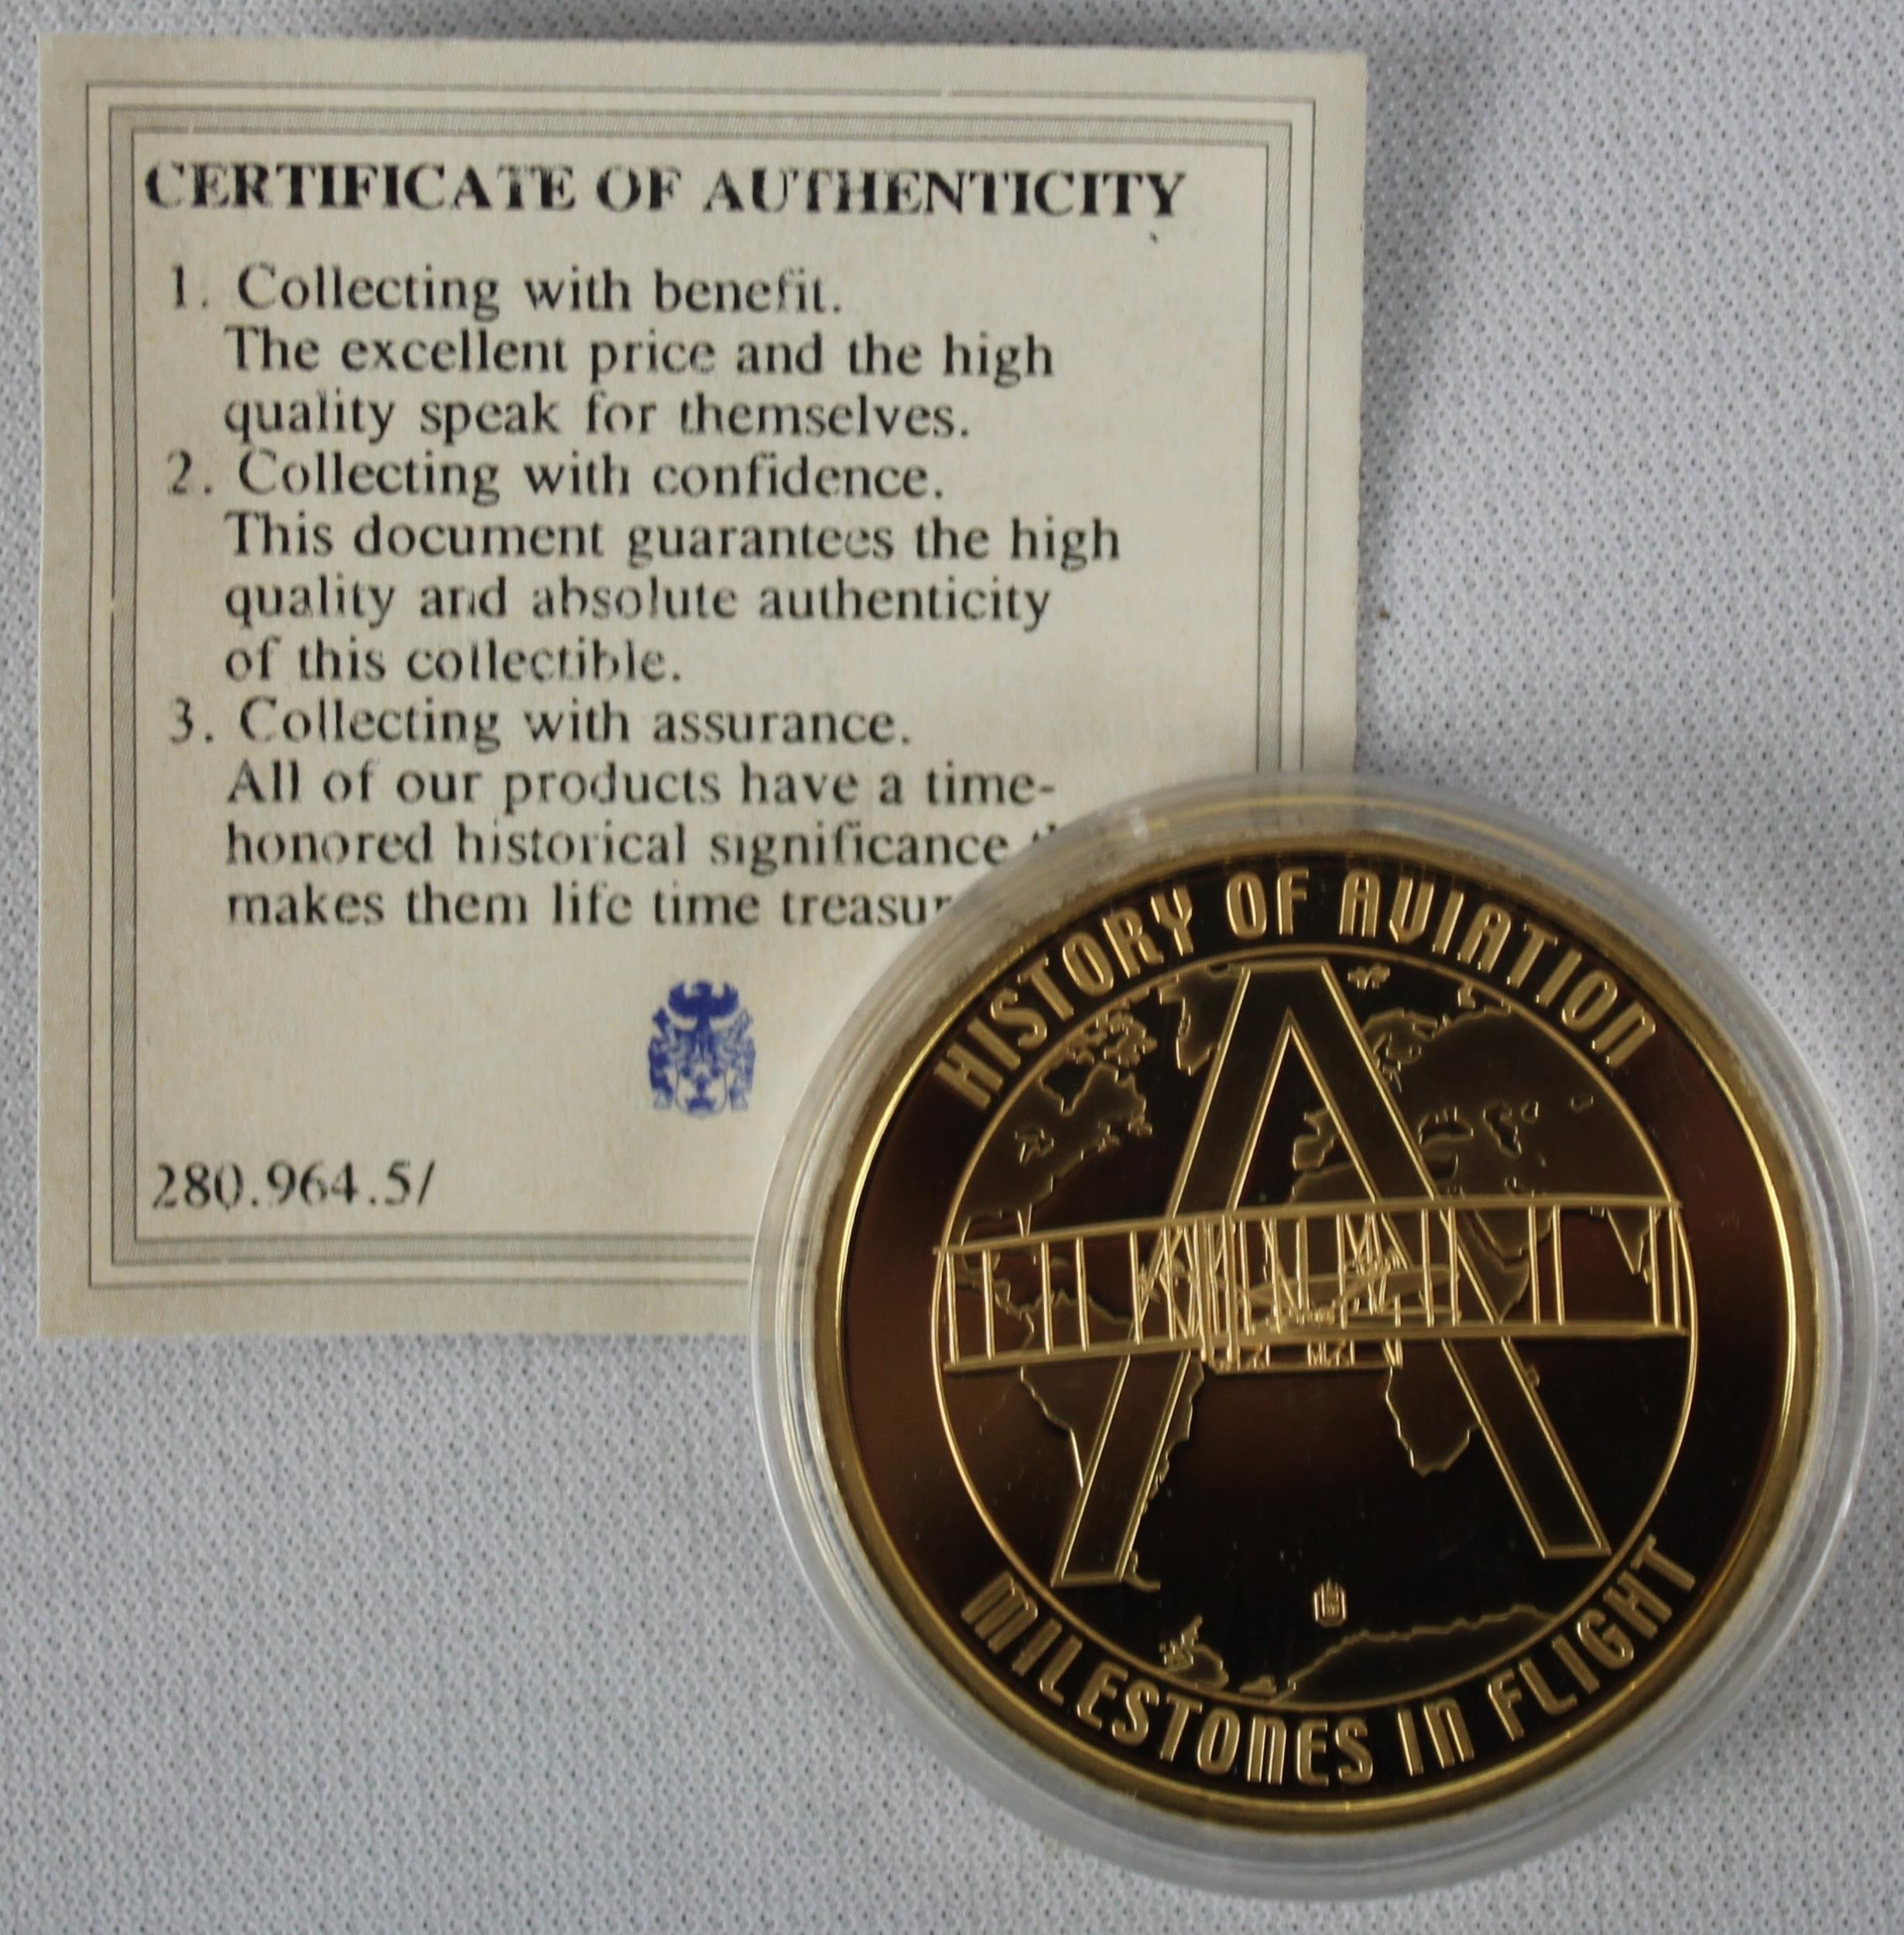 CERTIFICATE OF AUTHENTICITY
1. Collecting with benefit.
The excellent price and the high
quality speak for themselves.
2. Collecting with confidence.
This document guarantees the high
quality and absolute authenticity
of this collectible.
3. Collecting with assurance.
All of our products have a time-
honored historical significance
makes them life time
280.964.5/
HISTORY OF AVIATION
A
MILESTONES IN FLIGHT